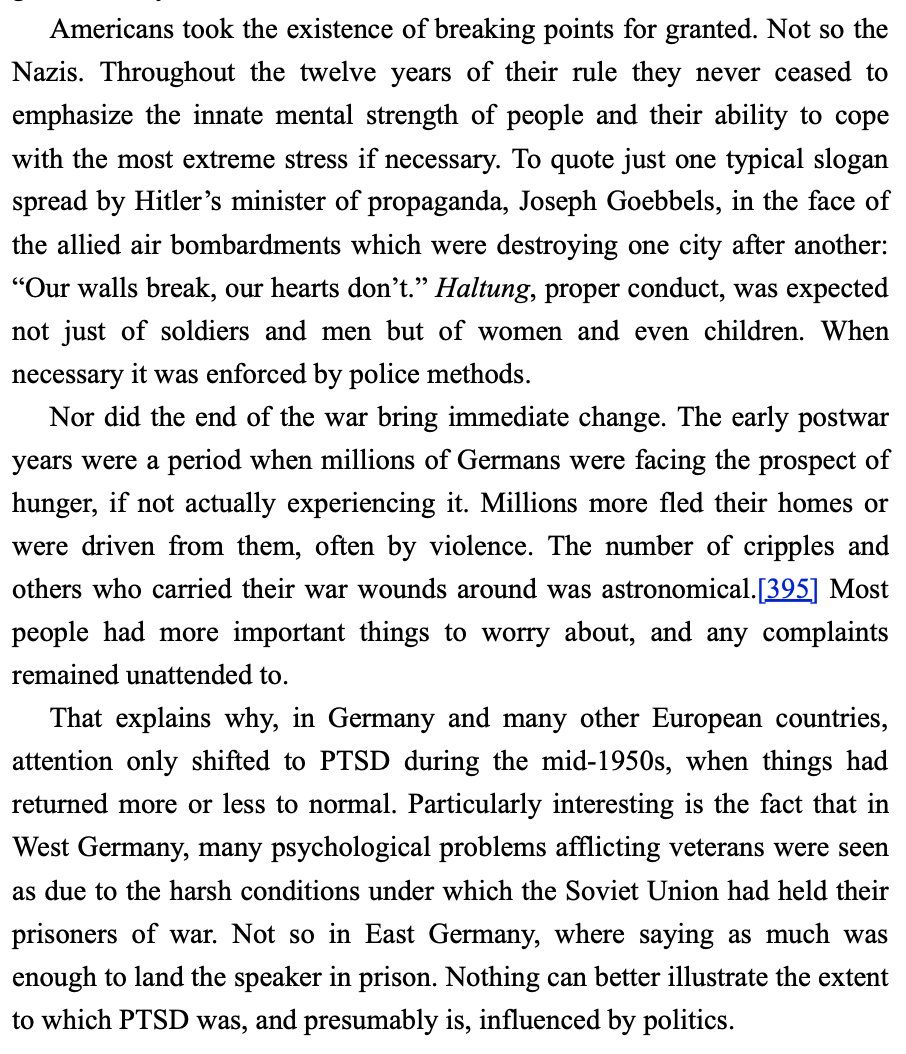 Americans took the existence of breaking points for granted. Not so the
Nazis. Throughout the twelve years of their rule they never ceased to
emphasize the innate mental strength of people and their ability to cope
with the most extreme stress if necessary. To quote just one typical slogan
spread by Hitler’s minister of propaganda, Joseph Goebbels, in the face of
the allied air bombardments which were destroying one city after another:
“Our walls break, our hearts don’t.” Haltung, proper conduct, was expected
not just of soldiers and men but of women and even children. When
necessary it was enforced by police methods.
Nor did the end of the war bring immediate change. The early postwar
years were a period when millions of Germans were facing the prospect of
hunger, if not actually experiencing it. Millions more fled their homes or
were driven from them, often by violence. The number of cripples and
others who carried their war wounds around was astronomical.[395] Most
people had more important things to worry about, and any complaints
remained unattended to.
That explains why, in Germany and many other European countries,
attention only shifted to PTSD during the mid-1950s, when things had
returned more or less to normal. Particularly interesting is the fact that in
West Germany, many psychological problems afflicting veterans were seen
as due to the harsh conditions under which the Soviet Union had held their
prisoners of war. Not so in East Germany, where saying as much was
enough to land the speaker in prison. Nothing can better illustrate the extent
to which PTSD was, and presumably is, influenced by politics.